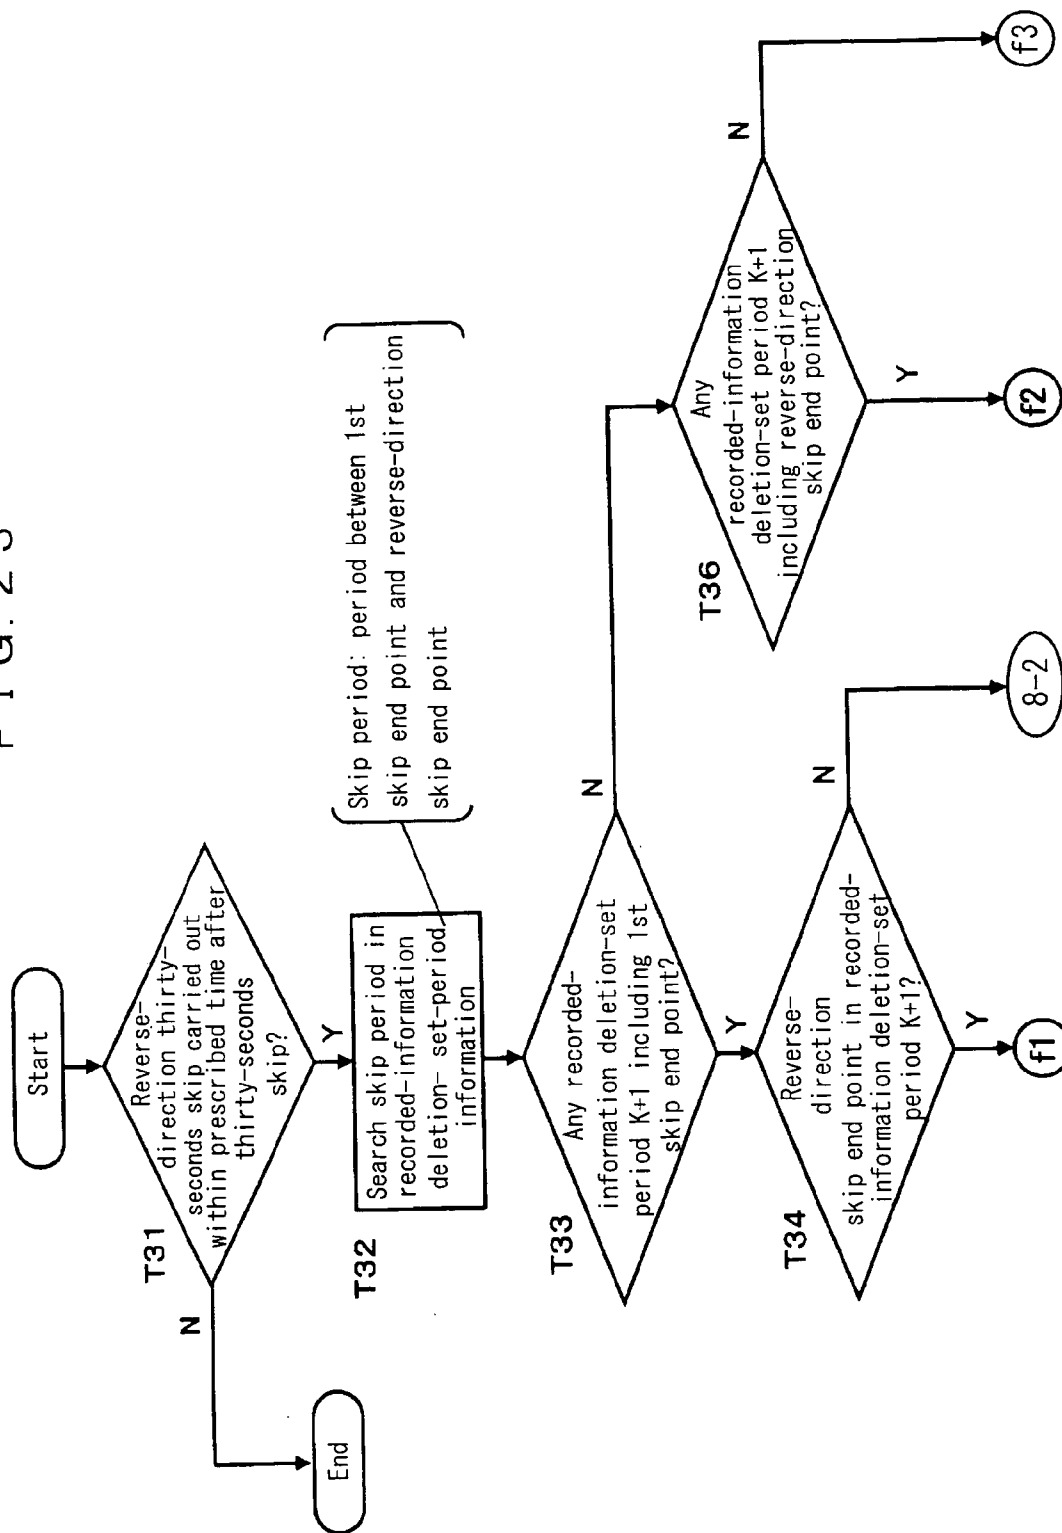 FIG. 23
Start
T31
Reverse-
direction thirty-
seconds skip carried out
within prescribed time after
thirty-seconds
skip?
N
Y
End
T32
Search skip period in
recorded-information
deletion- set-period
information
Skip period: period between 1st
skip end point and reverse-direction
skip end point
T33
Any recorded-
information deletion-set
period K+1 including 1st
skip end point?
N
Y
T34
Reverse-
direction
skip end point in recorded-
information deletion-set
period K+1?
N
Y
T36
Any
recorded-information
deletion-set period K+1
including reverse-direction
skip end point?
N
Y
f1
8-2
f2
f3